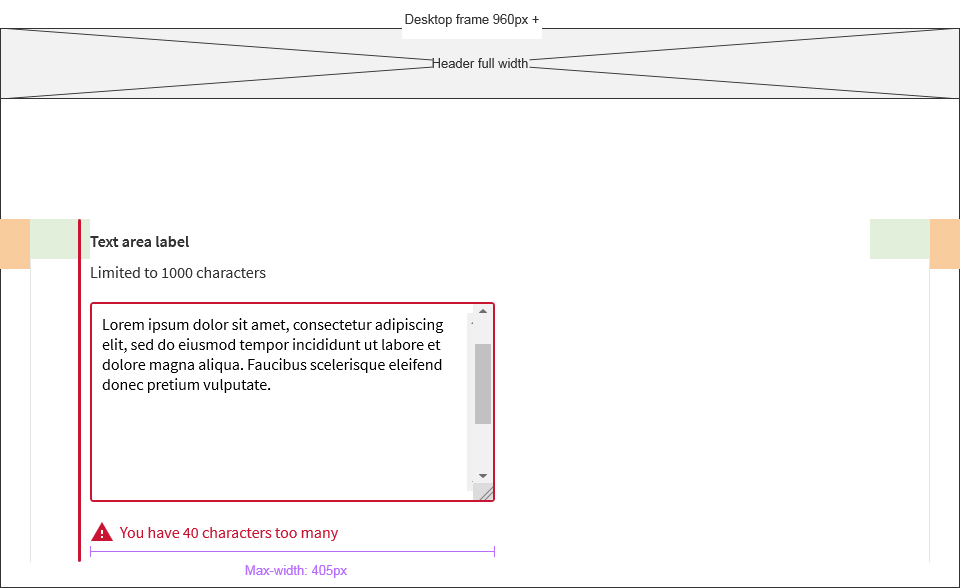 Desktop frame 960px +
Header full width
Text area label
Limited to 1000 characters
Lorem ipsum dolor sit amet, consectetur adipiscing
elit, sed do eiusmod tempor incididunt ut labore et
dolore magna aliqua. Faucibus scelerisque eleifend
donec pretium vulputate.
You have 40 characters too many
Max-width: 405px